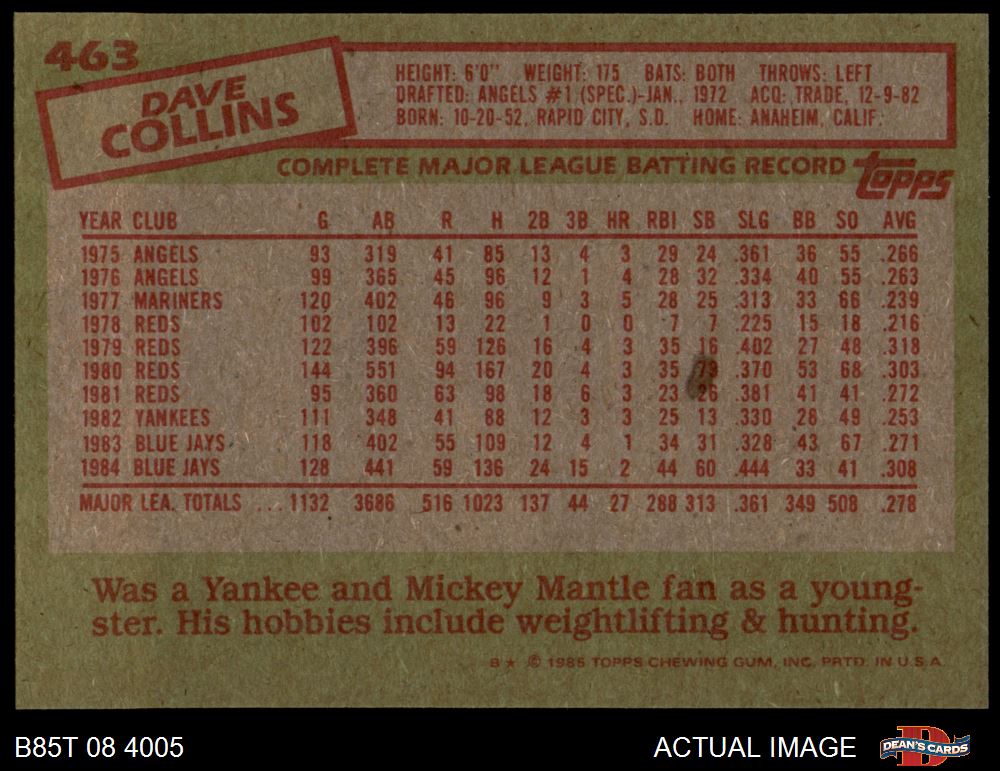 463
DAVE
COLLINS
HEIGHT: 6'0" WEIGHT: 175 BATS: BOTH THROWS: LEFT
DRAFTED: ANGELS #1 (SPEC.)-JAN., 1972 ACQ: TRADE, 12-9-82
BORN: 10-20-52, RAPID CITY, S.D. HOME: ANAHEIM, CALIF.
COMPLETE MAJOR LEAGUE BATTING RECORD topps
YEAR CLUB G AB R H 2B 3B HR RBI SB SLG BB SO AVG
1975 ANGELS 93 319 41 85 13 4 3 29 24 .361 36 55 .266
1976 ANGELS 99 365 45 96 12 1 4 28 32 .334 40 55 .263
1977 MARINERS 120 402 46 96 9 3 5 28 25 .313 33 66 .239
1978 REDS 102 102 13 22 1 0 0 7 7 .225 15 18 .216
1979 REDS 122 396 59 126 16 4 3 35 16 .402 27 48 .318
1980 REDS 144 551 94 167 20 4 3 35 79 .370 53 68 .303
1981 REDS 95 360 63 98 18 6 3 23 26 .381 41 41 .272
1982 YANKEES 111 348 41 88 12 3 3 25 13 .330 28 49 .253
1983 BLUE JAYS 118 402 55 109 12 4 1 34 31 .328 43 67 .271
1984 BLUE JAYS 128 441 59 136 24 15 2 44 60 .444 33 41 .308
MAJOR LEA. TOTALS ... 1132 3686 516 1023 137 44 27 288 313 .361 349 508 .278
Was a Yankee and Mickey Mantle fan as a young-
ster. His hobbies include weightlifting & hunting.
B★ © 1985 TOPPS CHEWING GUM, INC. PRTD. IN U.S.A.
B85T 08 4005 ACTUAL IMAGE DEAN'S CARDS